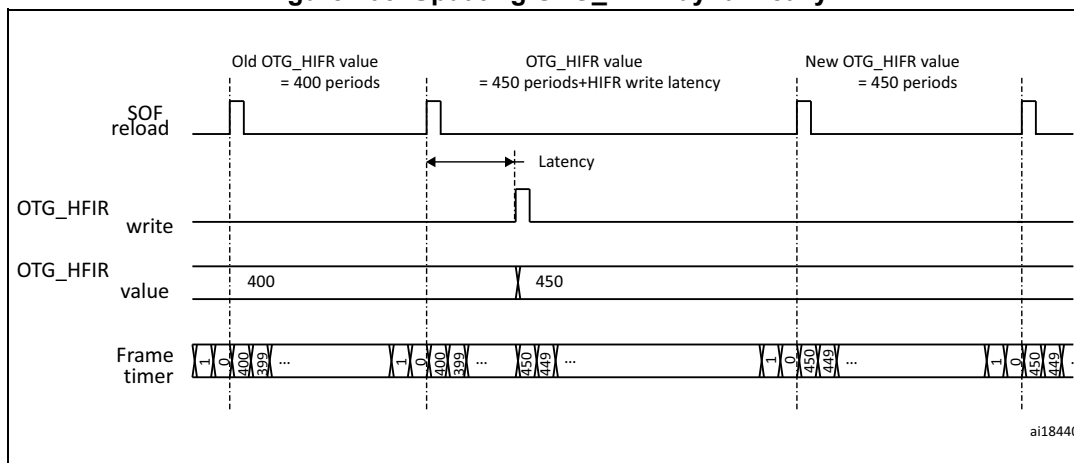 Old OTG_HIFR value
= 400 periods
OTG_HIFR value
= 450 periods+HIFR write latency
New OTG_HIFR value
= 450 periods
SOF
reload
Latency
OTG_HFIR
write
OTG_HFIR
value
400
450
Frame
timer
1 0 400 399 ... 1 0 400 399 ... 450 449 ... 1 0 450 449 ... 1 0 450 449 ..
ai18440